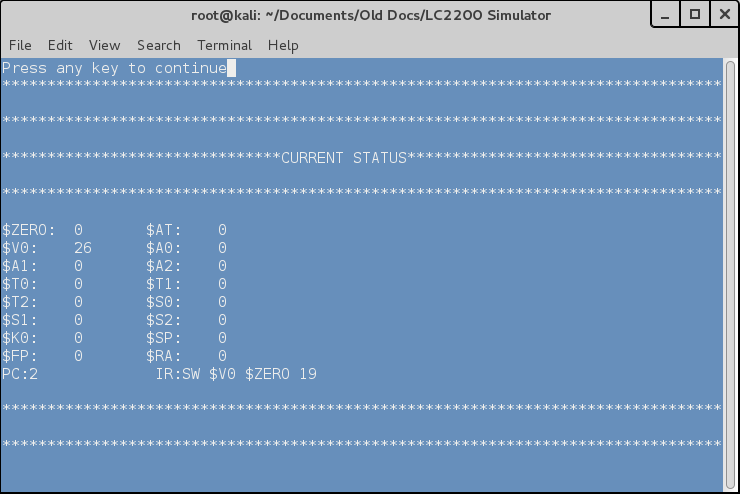 root@kali: ~/Documents/Old Docs/LC2200 Simulator
File Edit View Search Terminal Help
Press any key to continue
********************************************************************************
********************************************************************************
*******************************CURRENT STATUS***********************************
********************************************************************************
$ZERO:  0       $AT:    0
$V0:    26      $A0:    0
$A1:    0       $A2:    0
$T0:    0       $T1:    0
$T2:    0       $S0:    0
$S1:    0       $S2:    0
$K0:    0       $SP:    0
$FP:    0       $RA:    0
PC:2             IR:SW $V0 $ZERO 19
********************************************************************************
********************************************************************************